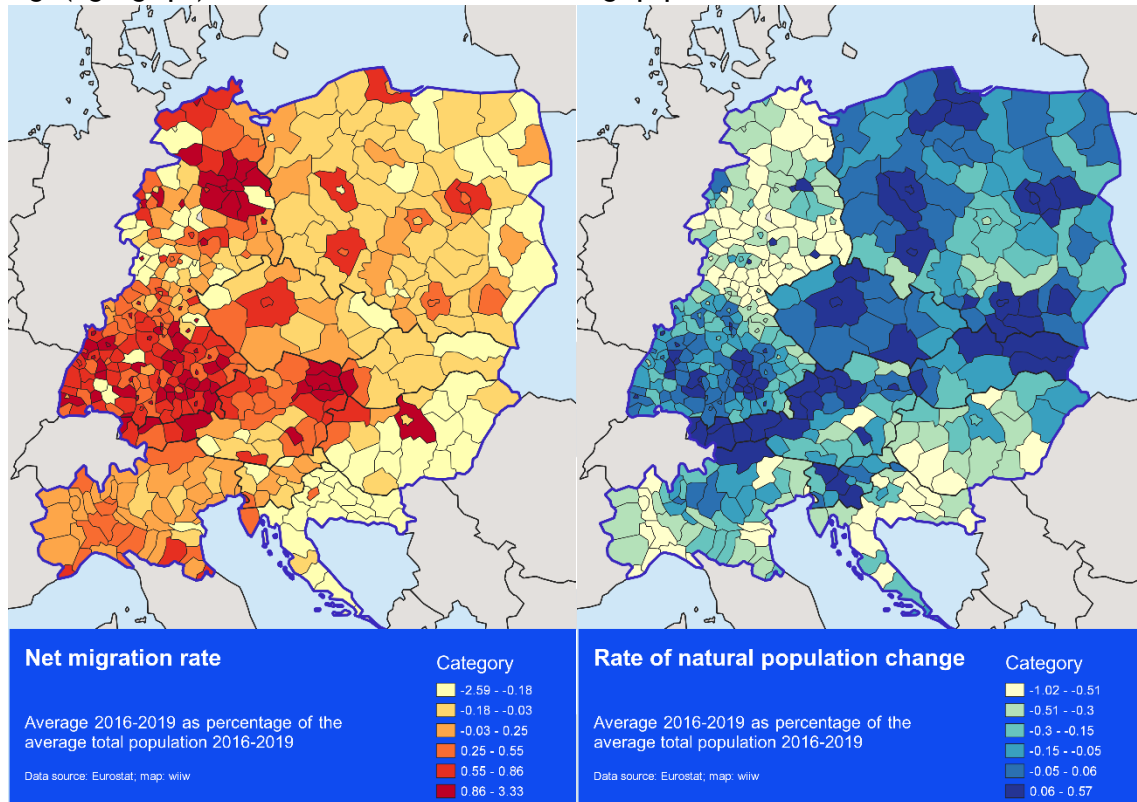 Net migration rate
Average 2016-2019 as percentage of the
average total population 2016-2019
Data source: Eurostat; map: wiiw
Category
-2.59 - -0.18
-0.18 - -0.03
-0.03 - 0.25
0.25 - 0.55
0.55 - 0.86
0.86 - 3.33
Rate of natural population change
Average 2016-2019 as percentage of the
average total population 2016-2019
Data source: Eurostat; map: wiiw
Category
-1.02 - -0.51
-0.51 - -0.3
-0.3 - -0.15
-0.15 - -0.05
-0.05 - 0.06
0.06 - 0.57